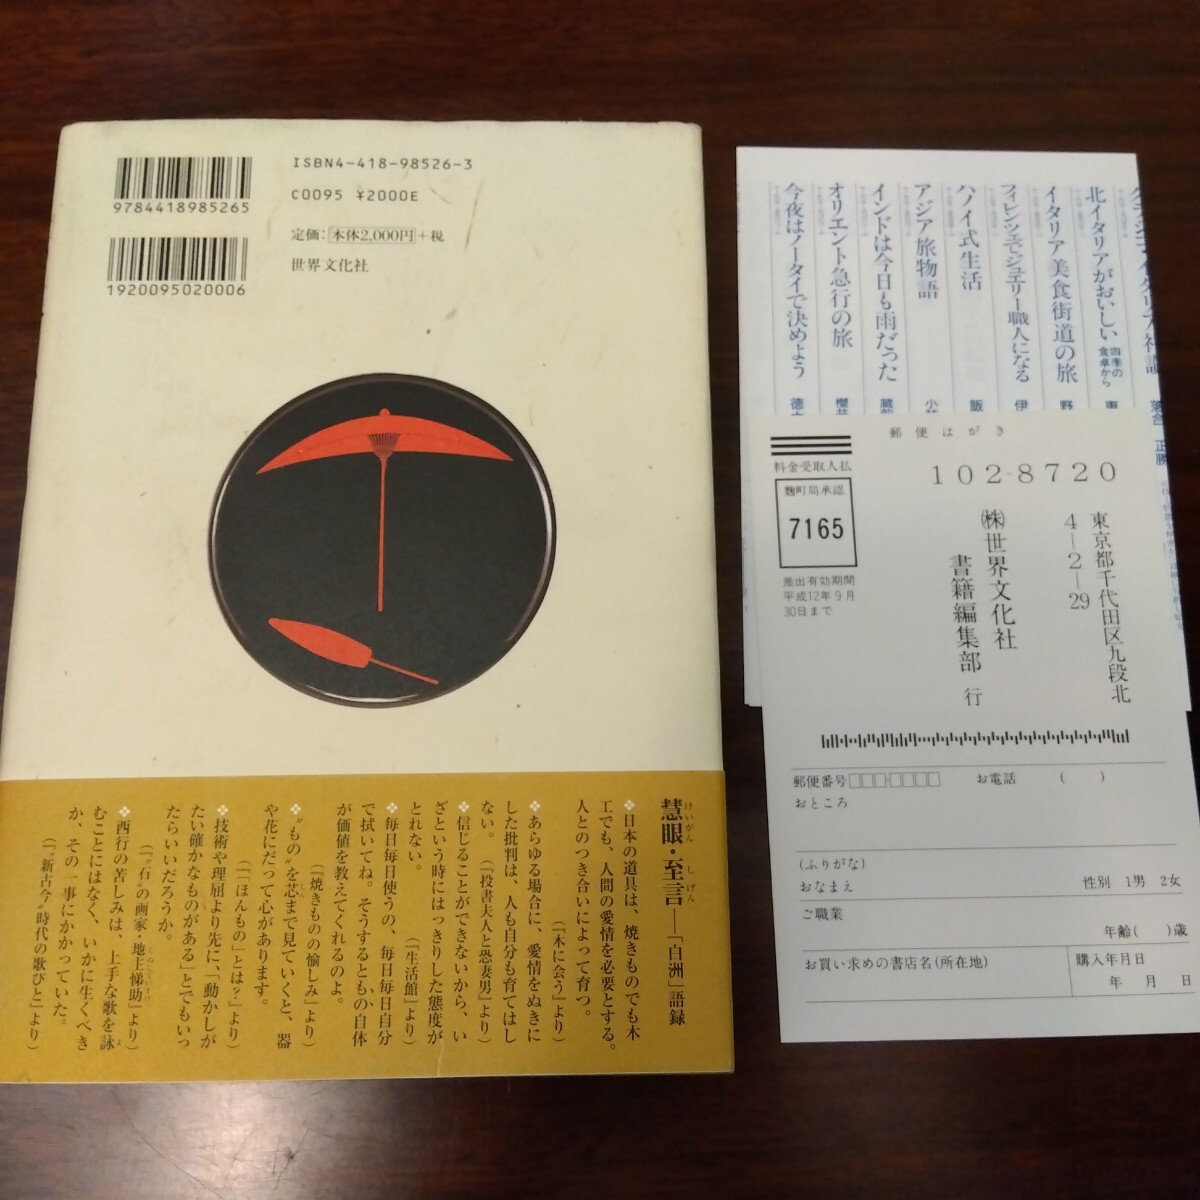 ISBN4-418-98526-3
C0095 ¥2000E
定価：本体2,000円+税
世界文化社
9784418985265
1920095020006
慧眼・至言──「白洲」語録
けいがん しげん
❖日本の道具は、焼きものでも木
工でも、人間の愛情を必要とする。
人とのつき合いによって育つ。
（『木に会う』より）
❖あらゆる場合に、愛情をぬきに
した批判は、人も自分も育てはし
ない。（『投書夫人と恐妻男』より）
❖信じることができないから、い
ざという時にはっきりした態度が
とれない。（『生活館』より）
❖毎日毎日使うの、毎日毎日自分
で拭いてね。そうするともの自体
が価値を教えてくれるのよ。
（『焼きものの愉しみ』より）
❖“もの”を芯まで見ていくと、器
や花にだって心があります。
（「『ほんもの』とは？」より）
❖技術や理屈より先に、「動かしが
たい確かなものがある」とでもいっ
たらいいだろうか。
（『“石”の画家・地主悌助』より）
❖西行の苦しみは、上手な歌を詠
むことにはなく、いかに生くべき
か、その一事にかかっていた。
（『“新古今”時代の歌びと』より）
北イタリアがおいしい 四季の食卓から
イタリア美食街道の旅
フィレンツェでジュエリー職人になる
ハノイ式生活
アジア旅物語
インドは今日も雨だった
オリエント急行の旅
今夜はノータイで決めよう
落合 正勝
郵便はがき
料金受取人払
麹町局承認
7165
差出有効期間
平成12年9月
30日まで
102-8720
東京都千代田区九段北
4―2―29
㈱世界文化社
書籍編集部 行
郵便番号
お電話 （ ）
おところ
(ふりがな)
おなまえ
性別 1男 2女
ご職業
年齢( )歳
お買い求めの書店名(所在地)
購入年月日
年 月 日